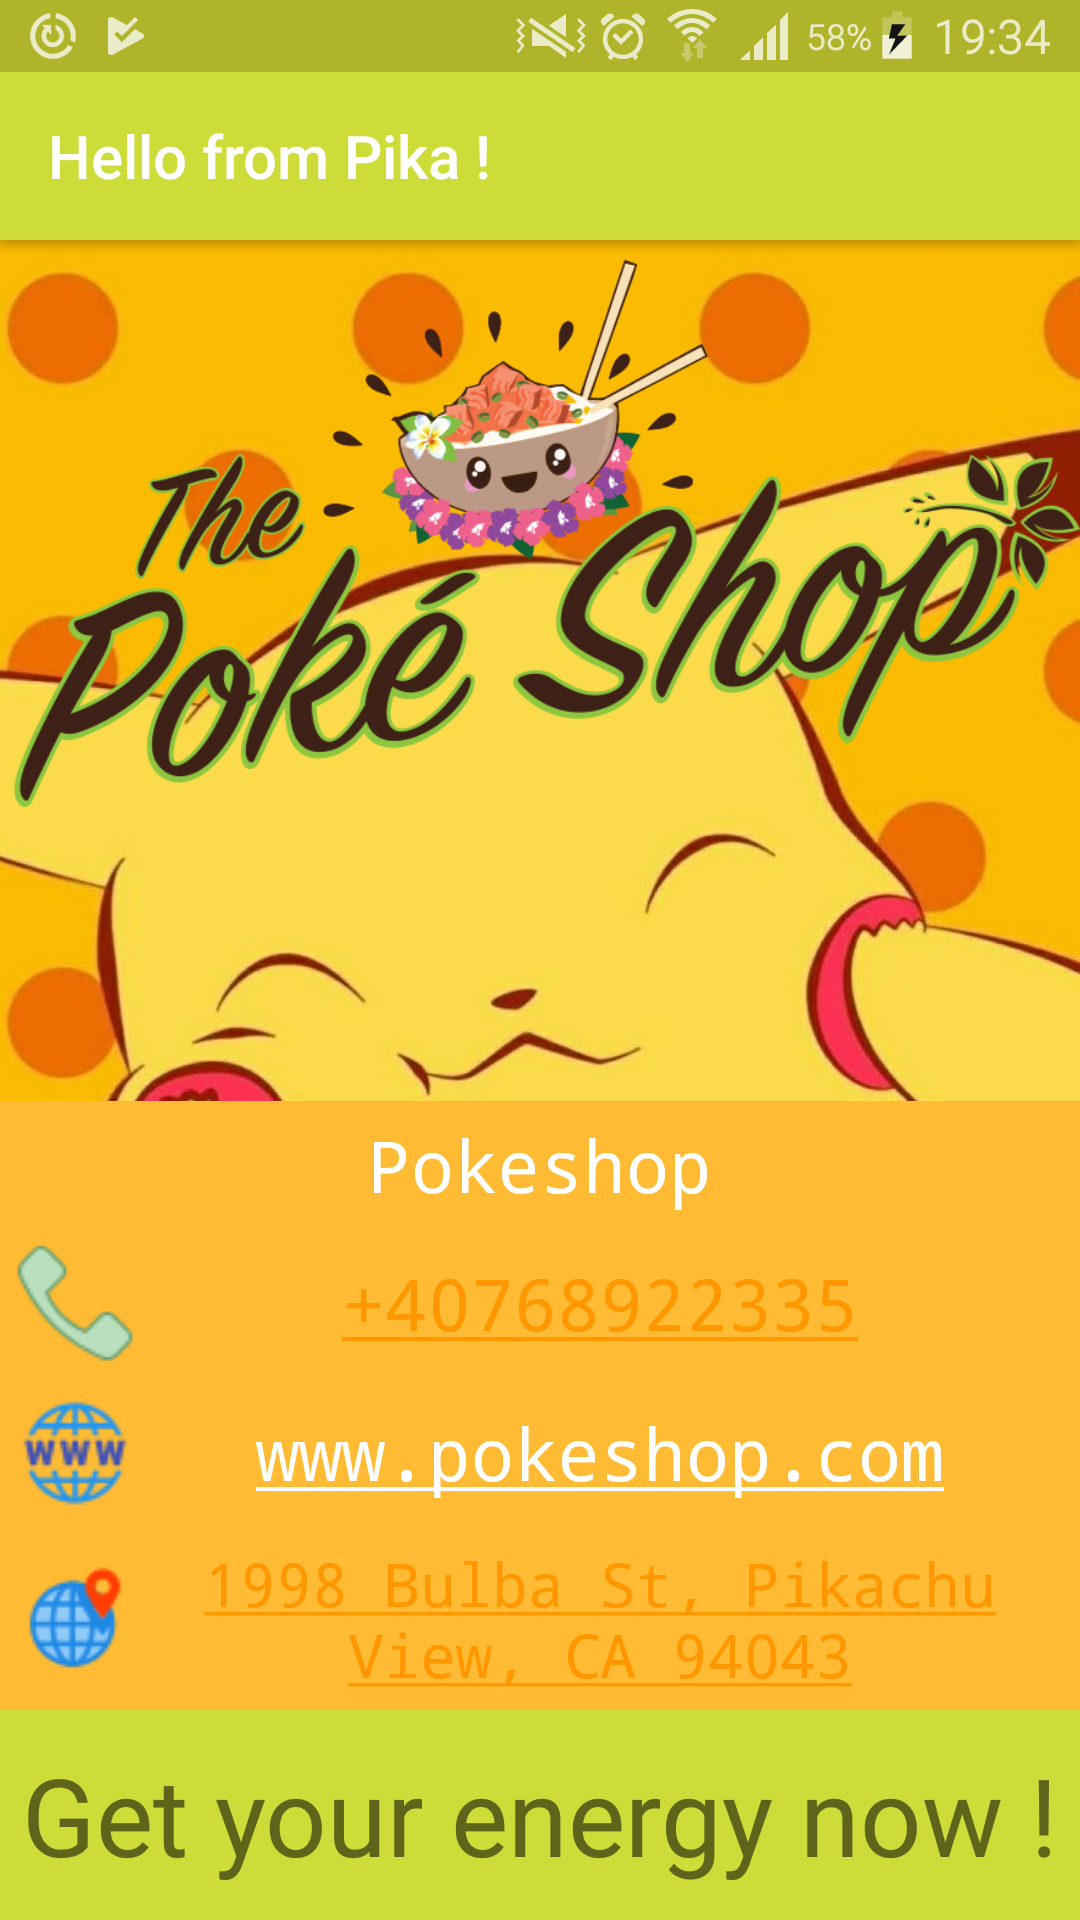 58% 19:34
Hello from Pika !
The
Poké Shop
Pokeshop
+40768922335
WWW
www.pokeshop.com
1998 Bulba St, Pikachu
View, CA 94043
Get your energy now !